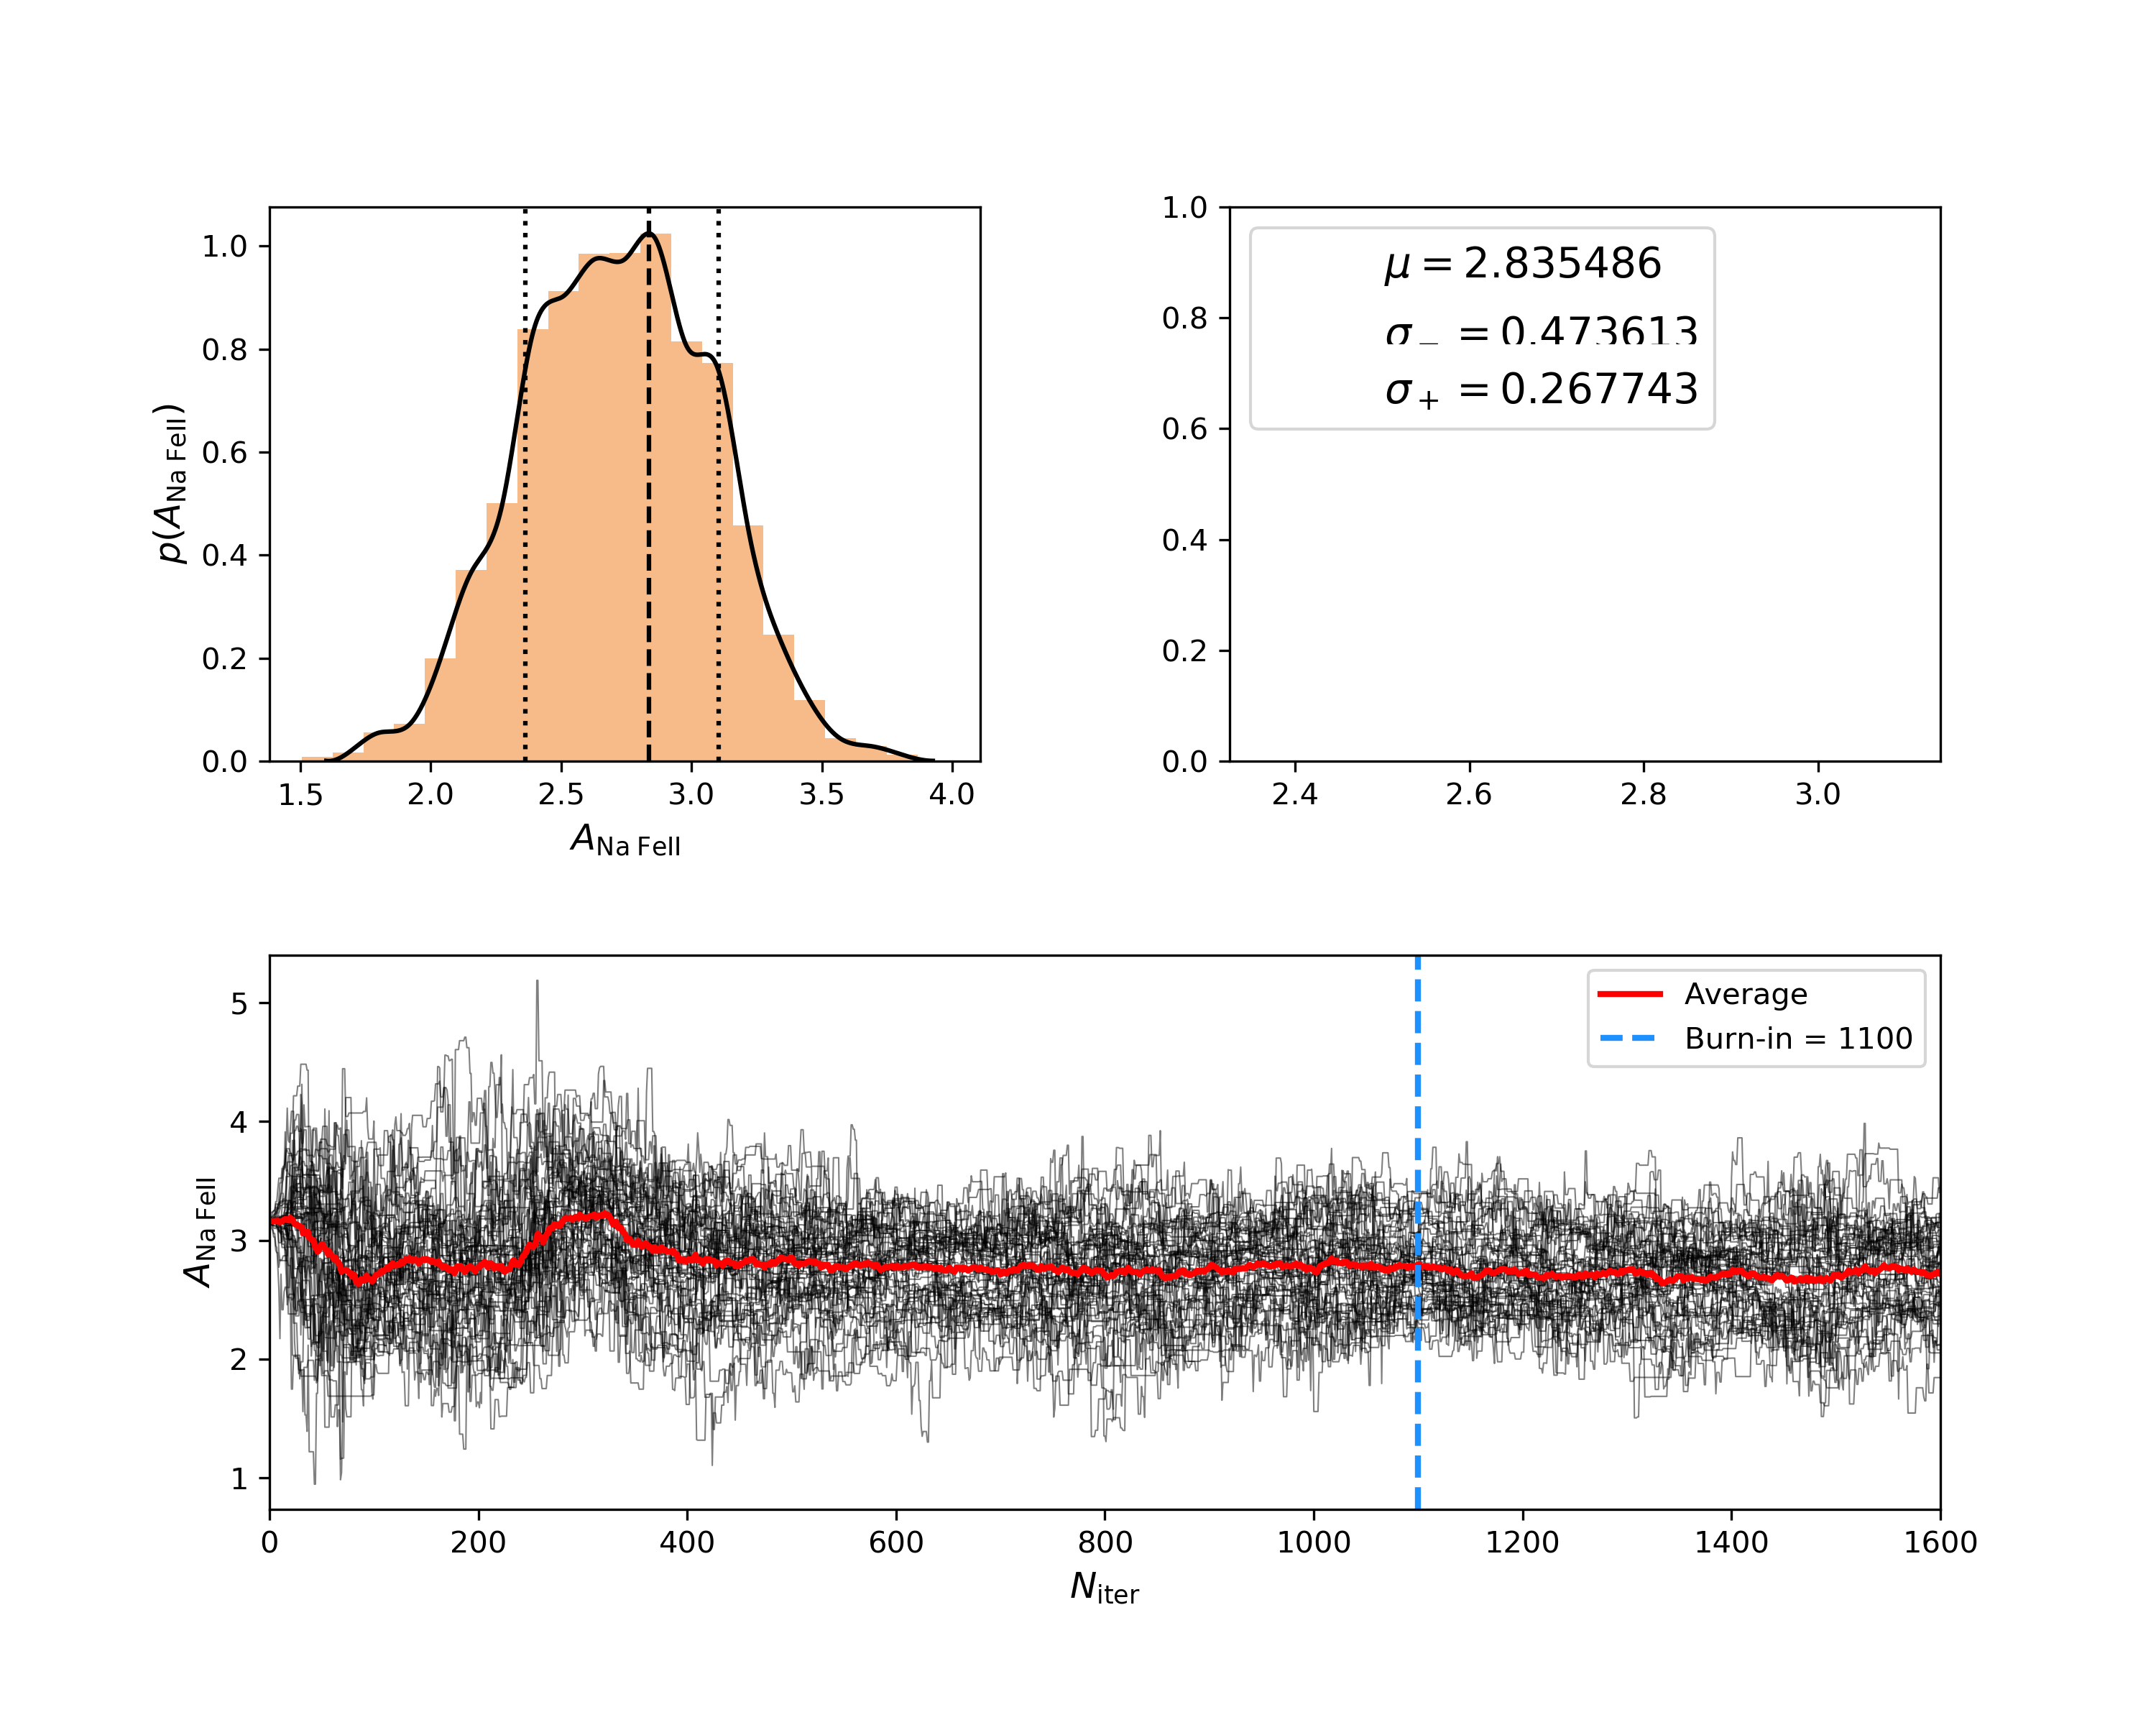 1.0
0.8
0.6
0.4
0.2
0.0
p(A_Na FeII)
1.5 2.0 2.5 3.0 3.5 4.0
A_Na FeII
1.0
0.8
0.6
0.4
0.2
0.0
μ = 2.835486
σ_− = 0.473613
σ_+ = 0.267743
2.4 2.6 2.8 3.0
5
4
3
2
1
A_Na FeII
Average
Burn-in = 1100
0 200 400 600 800 1000 1200 1400 1600
N_iter